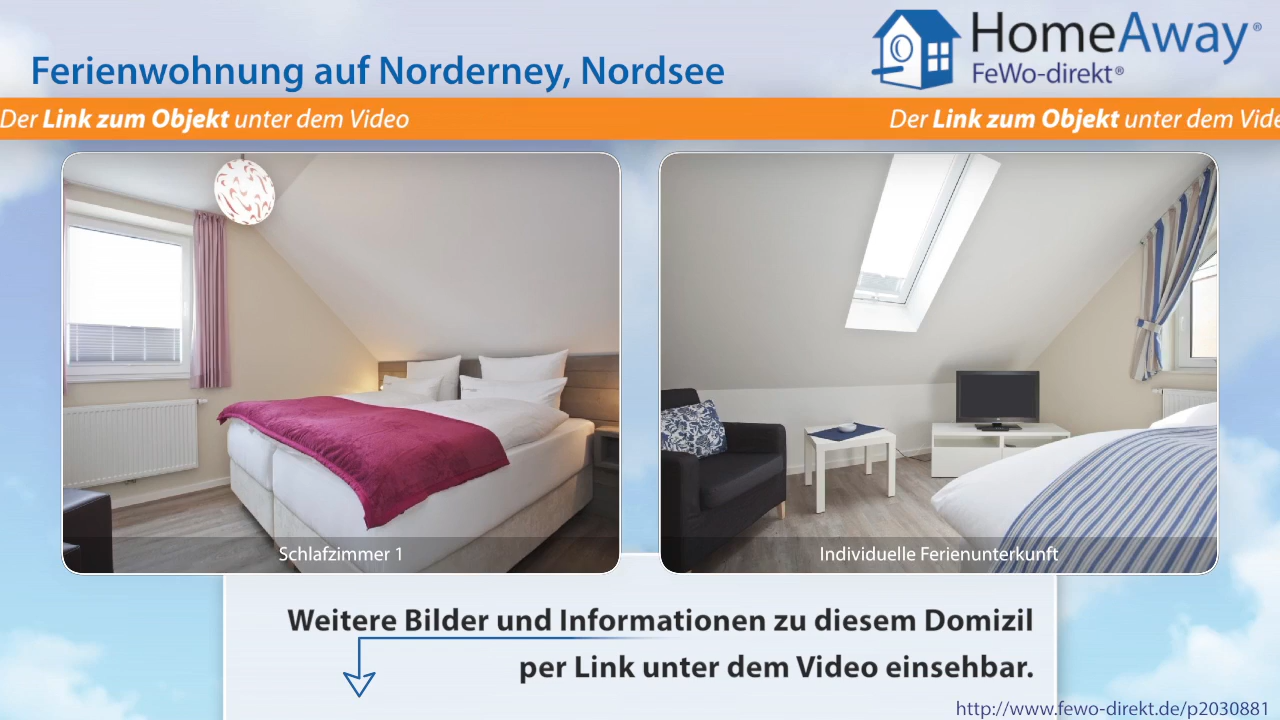 HomeAway®
FeWo-direkt®
Ferienwohnung auf Norderney, Nordsee
Der Link zum Objekt unter dem Video
Der Link zum Objekt unter dem Vide
Schlafzimmer 1
Individuelle Ferienunterkunft
Weitere Bilder und Informationen zu diesem Domizil
per Link unter dem Video einsehbar.
http://www.fewo-direkt.de/p2030881